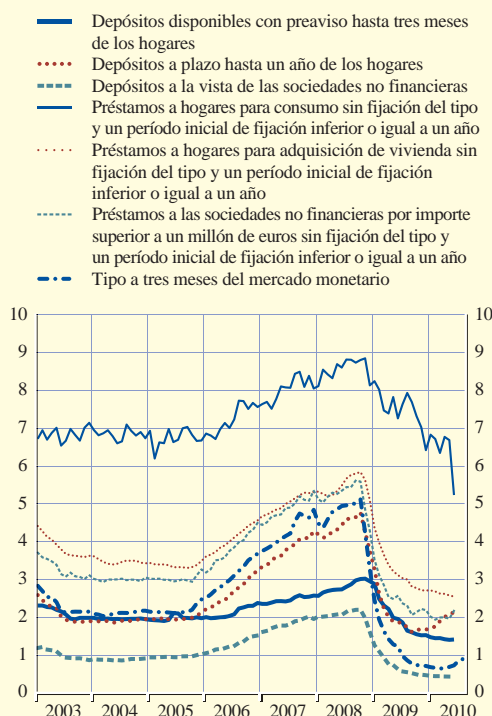 Depósitos disponibles con preaviso hasta tres meses
de los hogares
Depósitos a plazo hasta un año de los hogares
Depósitos a la vista de las sociedades no financieras
Préstamos a hogares para consumo sin fijación del tipo
y un período inicial de fijación inferior o igual a un año
Préstamos a hogares para adquisición de vivienda sin
fijación del tipo y un período inicial de fijación
inferior o igual a un año
Préstamos a las sociedades no financieras por importe
superior a un millón de euros sin fijación del tipo y
un período inicial de fijación inferior o igual a un año
Tipo a tres meses del mercado monetario
10 10
9 9
8 8
7 7
6 6
5 5
4 4
3 3
2 2
1 1
0 0
2003 2004 2005 2006 2007 2008 2009 2010